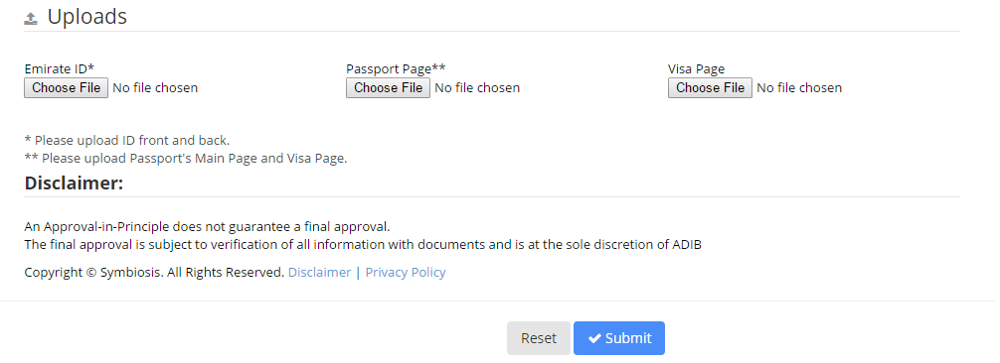 Uploads
Emirate ID* Passport Page** Visa Page
Choose File No file chosen Choose File No file chosen Choose File No file chosen
* Please upload ID front and back.
** Please upload Passport's Main Page and Visa Page.
Disclaimer:
An Approval-in-Principle does not guarantee a final approval.
The final approval is subject to verification of all information with documents and is at the sole discretion of ADIB
Copyright © Symbiosis. All Rights Reserved. Disclaimer | Privacy Policy
Reset Submit